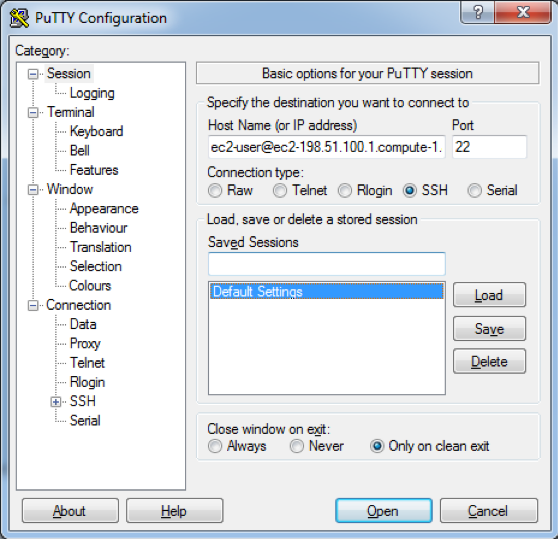 PuTTY Configuration
?
Category:
Session
Logging
Terminal
Keyboard
Bell
Features
Window
Appearance
Behaviour
Translation
Selection
Colours
Connection
Data
Proxy
Telnet
Rlogin
SSH
Serial
Basic options for your PuTTY session
Specify the destination you want to connect to
Host Name (or IP address) Port
ec2-user@ec2-198.51.100.1.compute-1. 22
Connection type:
Raw Telnet Rlogin SSH Serial
Load, save or delete a stored session
Saved Sessions
Default Settings
Load
Save
Delete
Close window on exit:
Always Never Only on clean exit
About Help Open Cancel